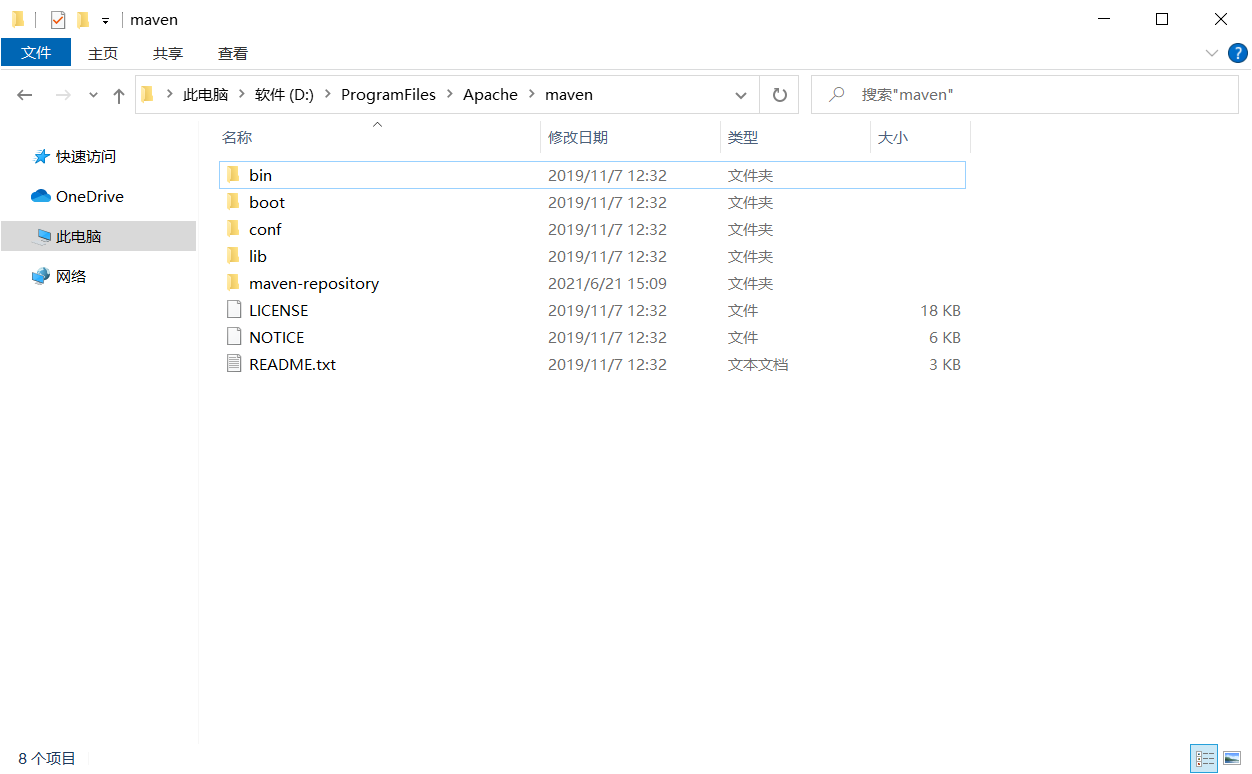 maven
文件 主页 共享 查看
此电脑 软件 (D:) ProgramFiles Apache maven 搜索"maven"
名称 修改日期 类型 大小
快速访问
OneDrive
此电脑
网络
bin 2019/11/7 12:32 文件夹
boot 2019/11/7 12:32 文件夹
conf 2019/11/7 12:32 文件夹
lib 2019/11/7 12:32 文件夹
maven-repository 2021/6/21 15:09 文件夹
LICENSE 2019/11/7 12:32 文件 18 KB
NOTICE 2019/11/7 12:32 文件 6 KB
README.txt 2019/11/7 12:32 文本文档 3 KB
8 个项目